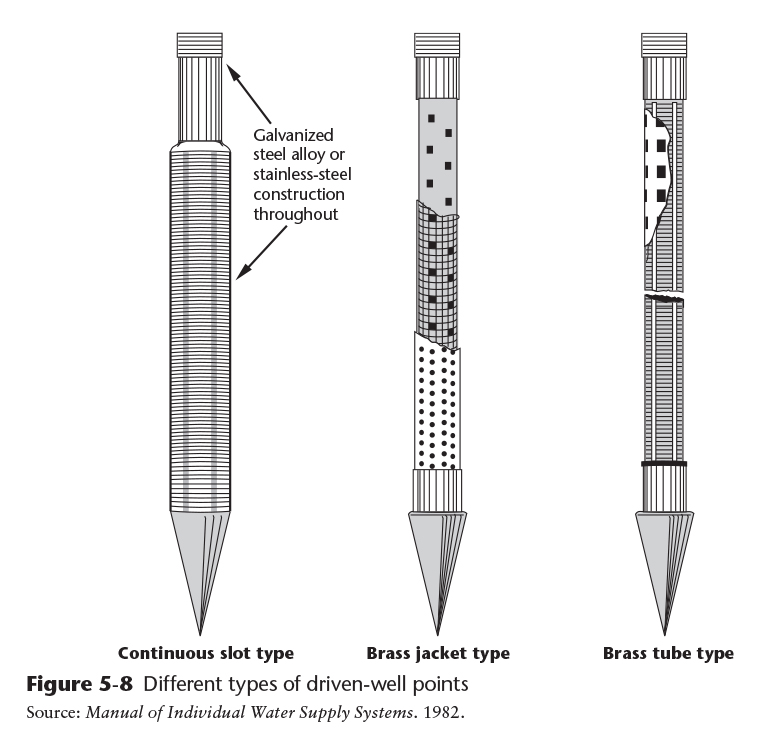 Galvanized
steel alloy or
stainless-steel
construction
throughout
Continuous slot type
Brass jacket type
Brass tube type
Figure 5-8 Different types of driven-well points
Source: Manual of Individual Water Supply Systems. 1982.